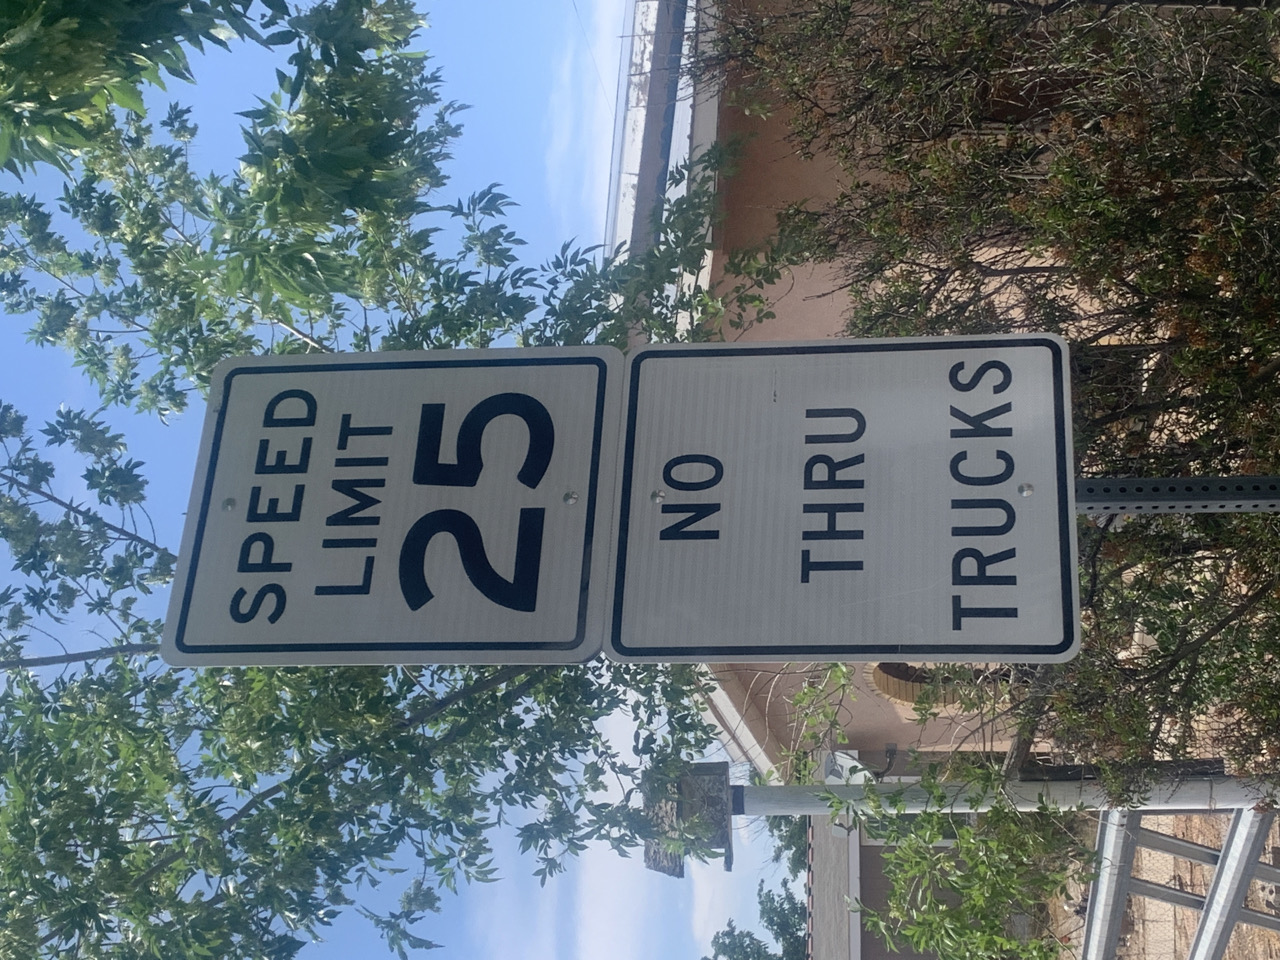 SPEED
LIMIT
25
NO
THRU
TRUCKS